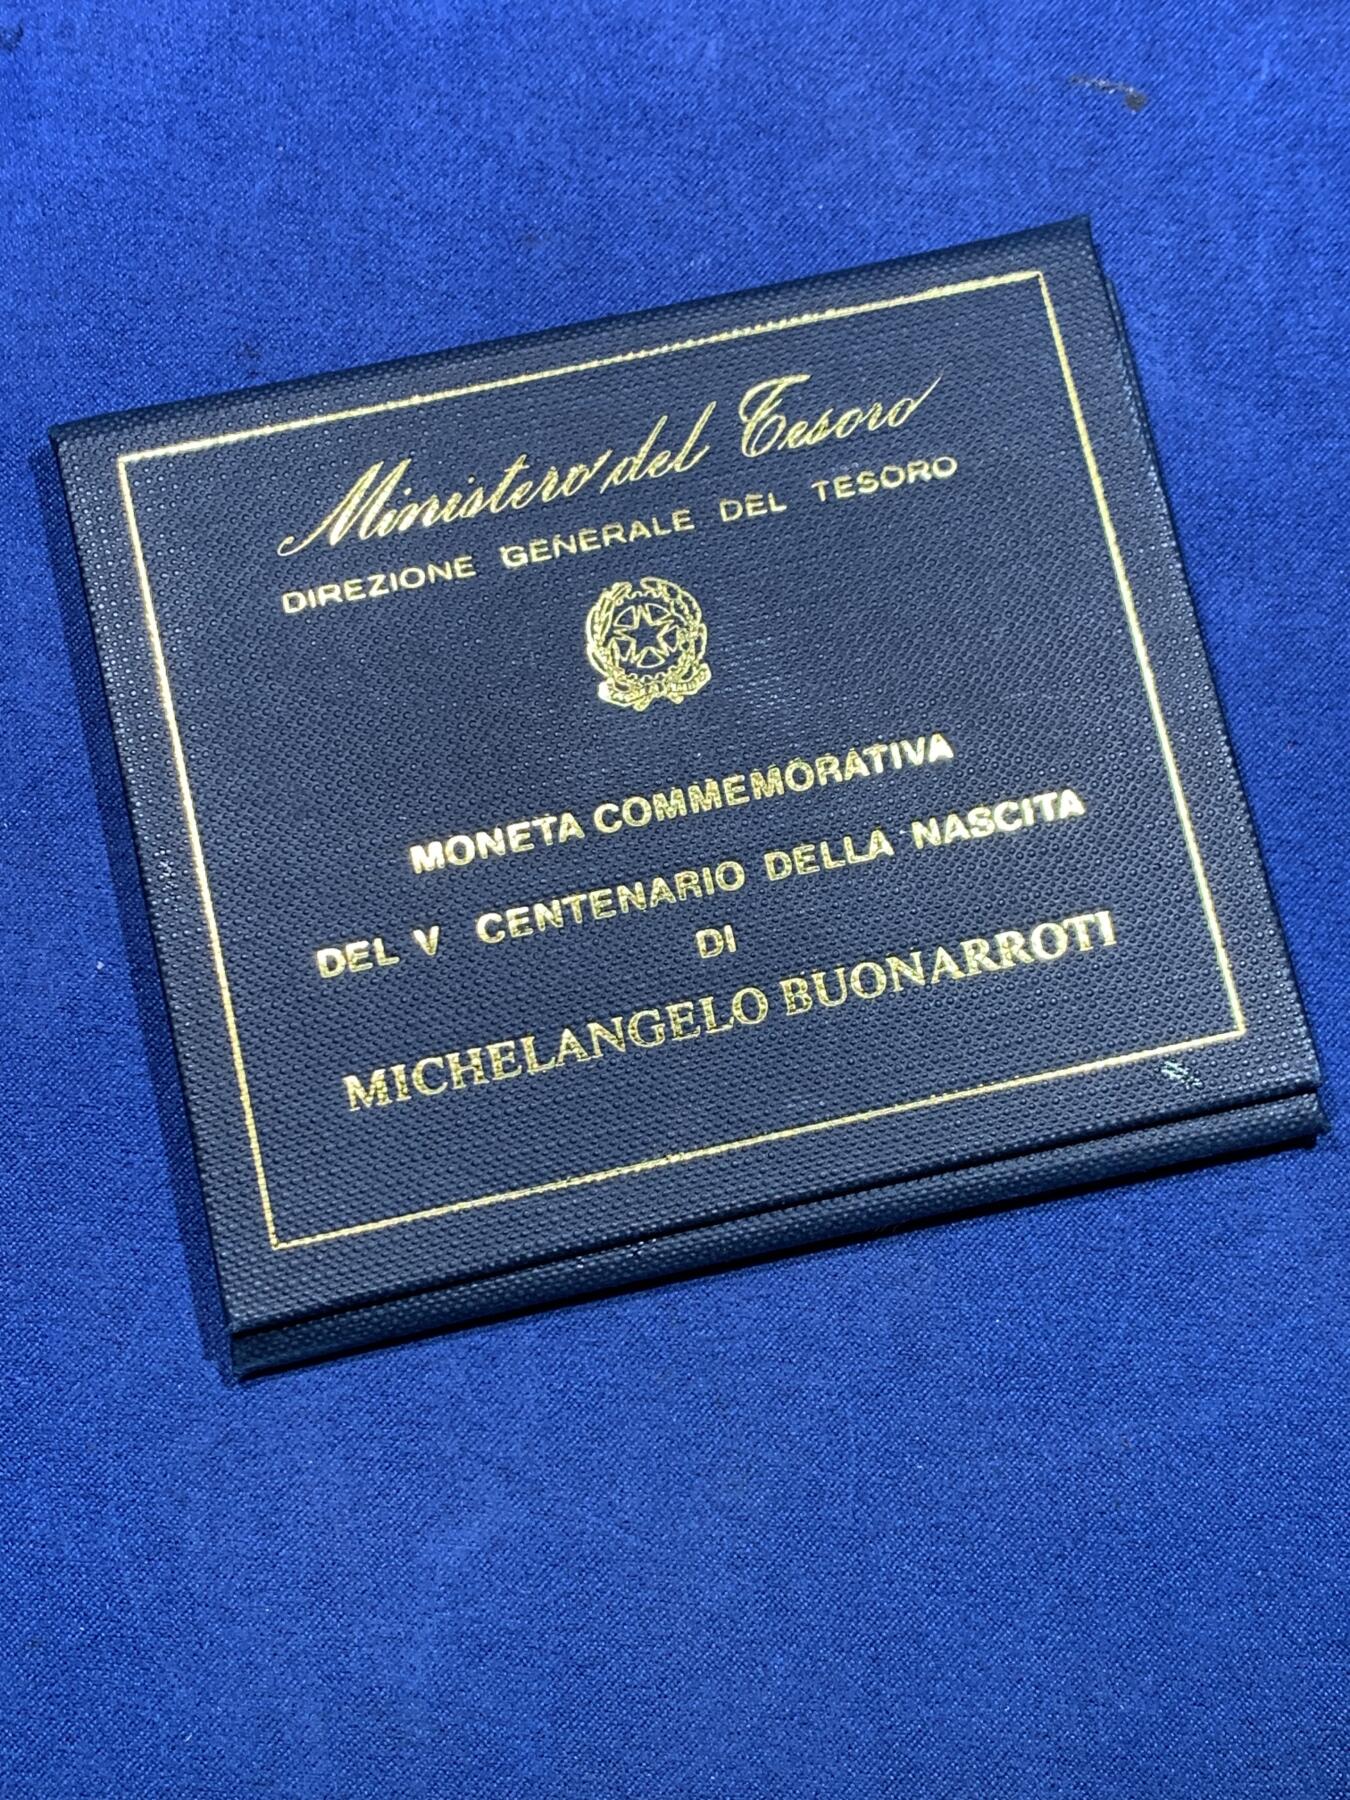 Ministero del Tesoro
DIREZIONE GENERALE DEL TESORO
MONETA COMMEMORATIVA
DEL V CENTENARIO DELLA NASCITA
DI
MICHELANGELO BUONARROTI